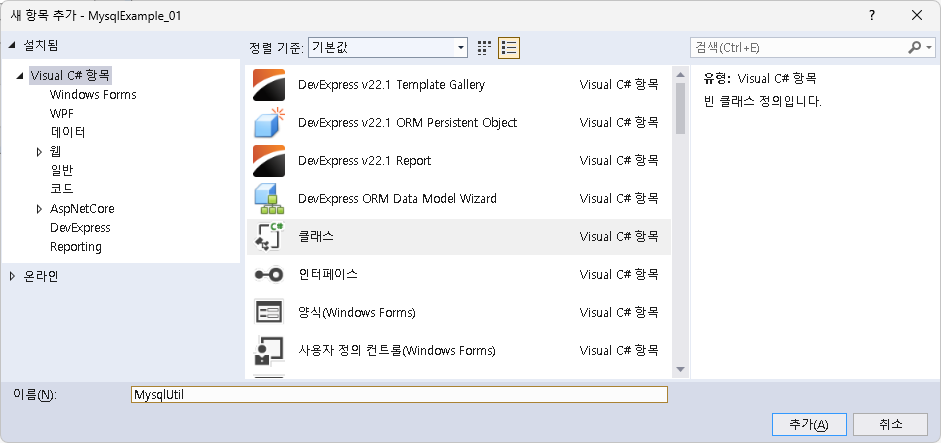 새 항목 추가 - MysqlExample_01
설치됨
정렬 기준: 기본값
검색(Ctrl+E)
Visual C# 항목
Windows Forms
WPF
데이터
웹
일반
코드
AspNetCore
DevExpress
Reporting
온라인
DevExpress v22.1 Template Gallery Visual C# 항목
DevExpress v22.1 ORM Persistent Object Visual C# 항목
DevExpress v22.1 Report Visual C# 항목
DevExpress ORM Data Model Wizard Visual C# 항목
클래스 Visual C# 항목
인터페이스 Visual C# 항목
양식(Windows Forms) Visual C# 항목
사용자 정의 컨트롤(Windows Forms) Visual C# 항목
유형: Visual C# 항목
빈 클래스 정의입니다.
이름(N): MysqlUtil
추가(A) 취소